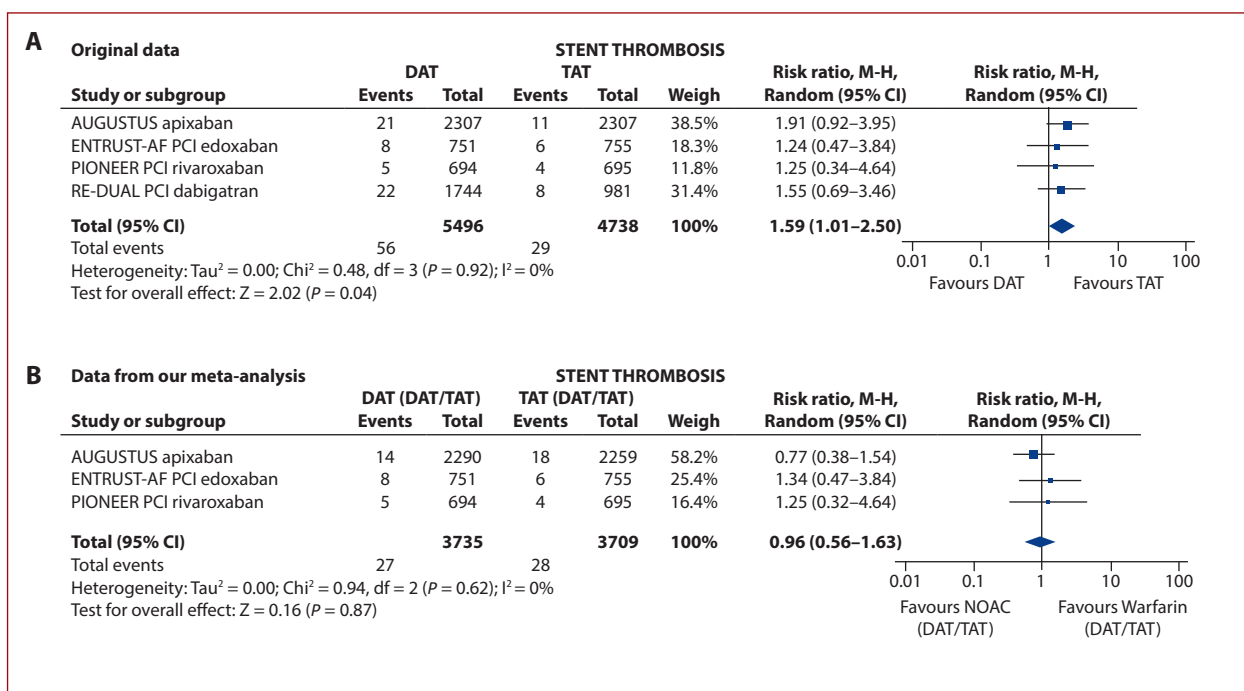 A
Original data STENT THROMBOSIS
DAT TAT Risk ratio, M-H, Risk ratio, M-H,
Study or subgroup Events Total Events Total Weigh Random (95% CI) Random (95% CI)
AUGUSTUS apixaban 21 2307 11 2307 38.5% 1.91 (0.92–3.95)
ENTRUST-AF PCI edoxaban 8 751 6 755 18.3% 1.24 (0.47–3.84)
PIONEER PCI rivaroxaban 5 694 4 695 11.8% 1.25 (0.34–4.64)
RE-DUAL PCI dabigatran 22 1744 8 981 31.4% 1.55 (0.69–3.46)
Total (95% CI) 5496 4738 100% 1.59 (1.01–2.50)
Total events 56 29
Heterogeneity: Tau² = 0.00; Chi² = 0.48, df = 3 (P = 0.92); I² = 0%
Test for overall effect: Z = 2.02 (P = 0.04)
0.01 0.1 1 10 100
Favours DAT Favours TAT
B
Data from our meta-analysis STENT THROMBOSIS
DAT (DAT/TAT) TAT (DAT/TAT) Risk ratio, M-H, Risk ratio, M-H,
Study or subgroup Events Total Events Total Weigh Random (95% CI) Random (95% CI)
AUGUSTUS apixaban 14 2290 18 2259 58.2% 0.77 (0.38–1.54)
ENTRUST-AF PCI edoxaban 8 751 6 755 25.4% 1.34 (0.47–3.84)
PIONEER PCI rivaroxaban 5 694 4 695 16.4% 1.25 (0.32–4.64)
Total (95% CI) 3735 3709 100% 0.96 (0.56–1.63)
Total events 27 28
Heterogeneity: Tau² = 0.00; Chi² = 0.94, df = 2 (P = 0.62); I² = 0%
Test for overall effect: Z = 0.16 (P = 0.87)
0.01 0.1 1 10 100
Favours NOAC Favours Warfarin
(DAT/TAT) (DAT/TAT)